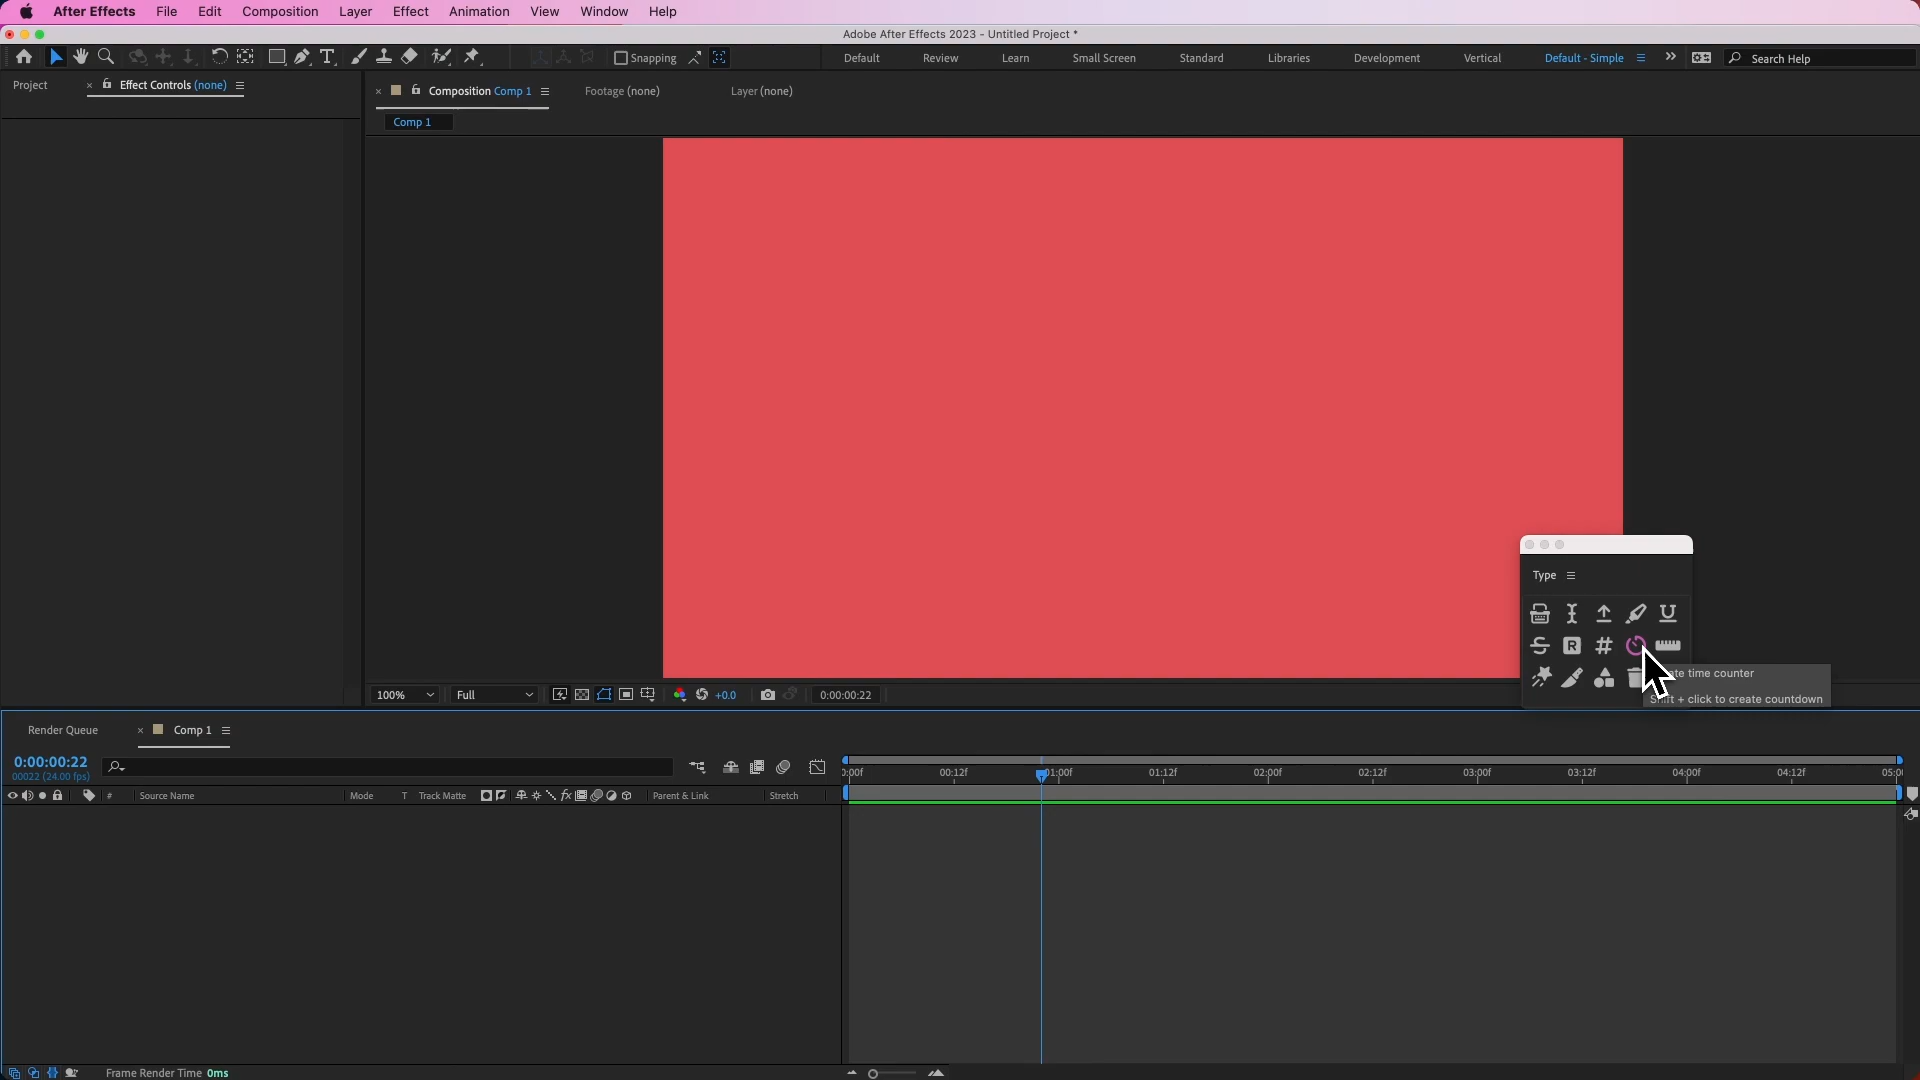 After Effects File Edit Composition Layer Effect Animation View Window Help
Adobe After Effects 2023 - Untitled Project *
Snapping Default Review Learn Small Screen Standard Libraries Development Vertical Default - Simple Search Help
Project Effect Controls (none) Composition Comp 1 Footage (none) Layer (none)
Comp 1
Type
R #
Shift + click to create countdown
time counter
100% Full +0.0 0:00:00:22
Render Queue Comp 1
0:00:00:22
00022 (24.00 fps)
00:12f 01:00f 01:12f 02:00f 02:12f 03:00f 03:12f 04:00f 04:12f
# Source Name Mode T Track Matte fx Parent & Link Stretch
Frame Render Time 0ms